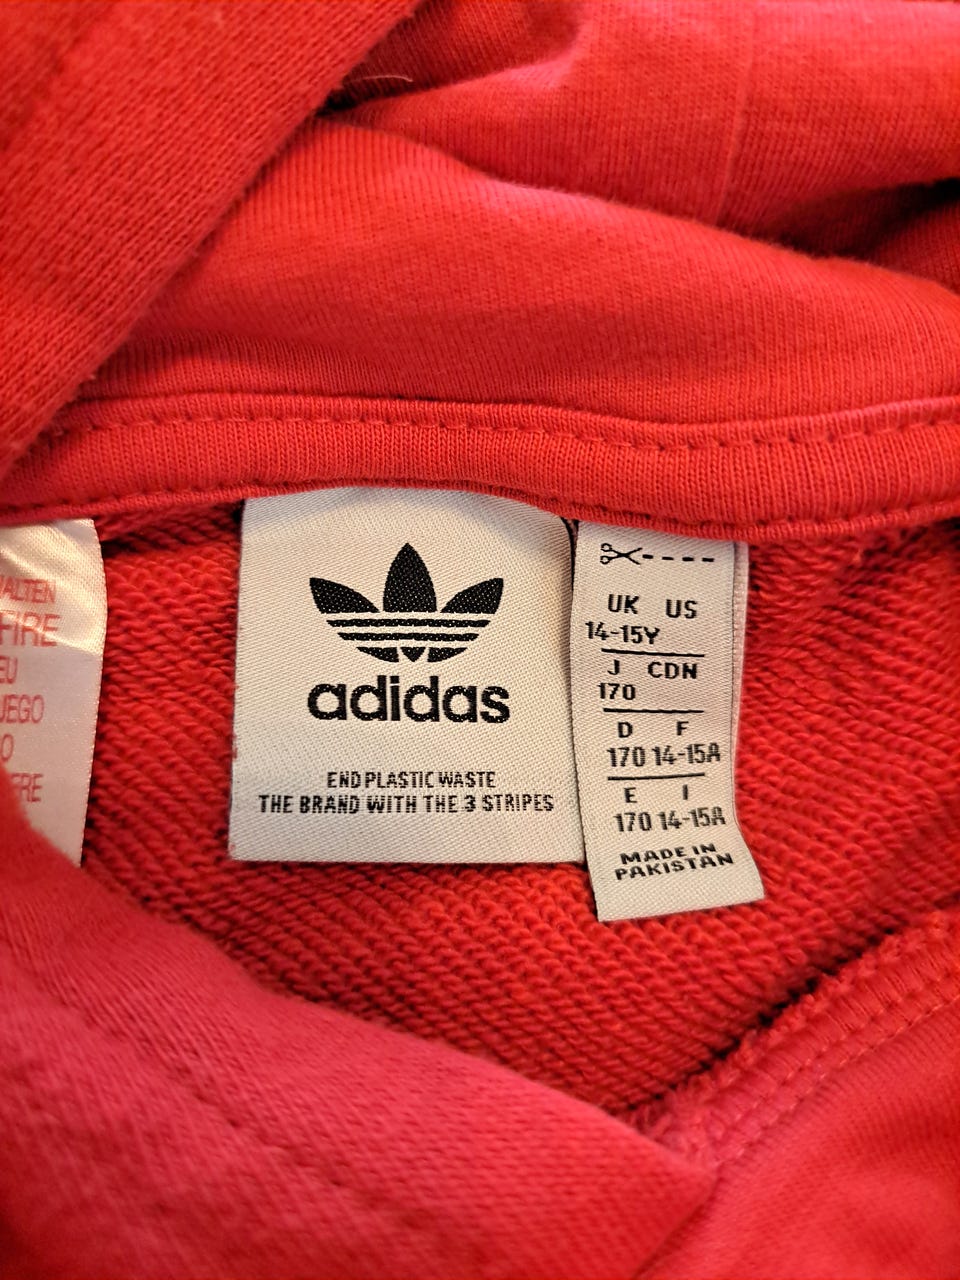 FIRE
adidas
END PLASTIC WASTE
THE BRAND WITH THE 3 STRIPES
UK US
14-15Y
J CDN
170
D F
170 14-15A
E I
170 14-15A
MADE IN
PAKISTAN